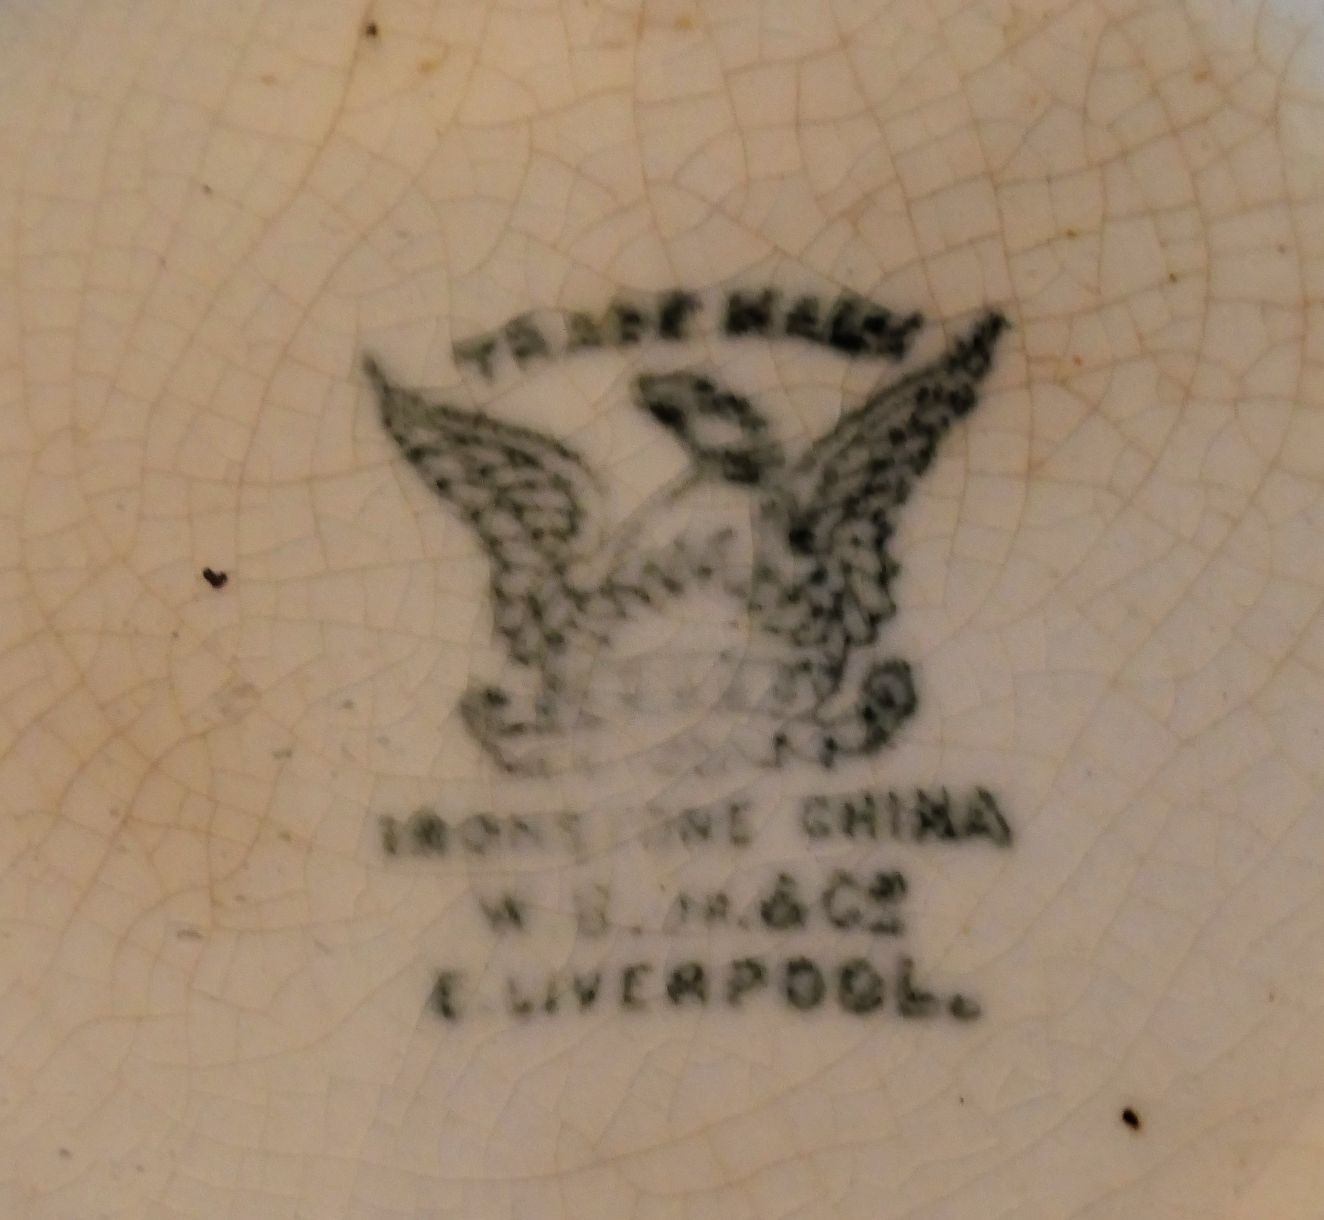 TRADE MARK
IRONSTONE CHINA
W. B. JR. & Co
E. LIVERPOOL.